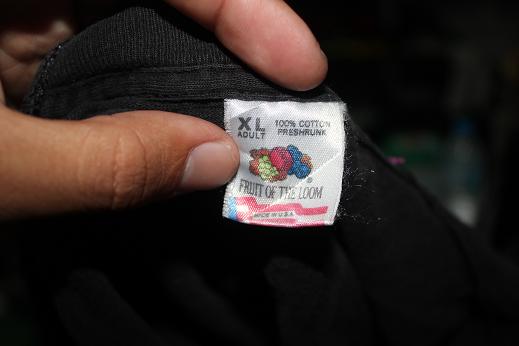 XL 100% COTTON
ADULT PRESHRUNK
FRUIT OF THE LOOM
®
MADE IN U.S.A.